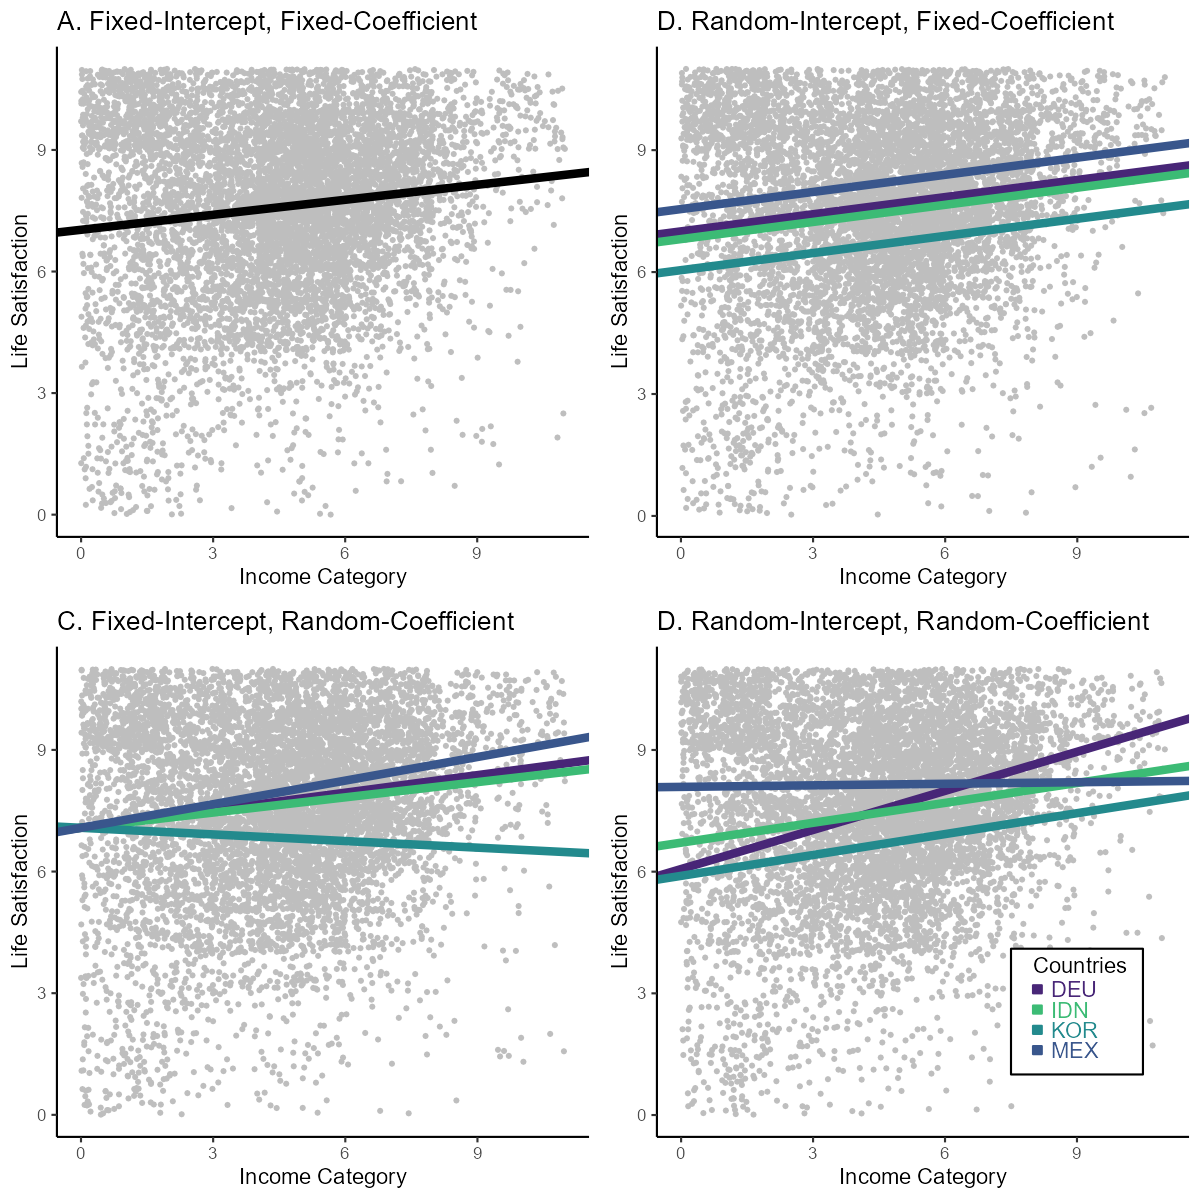 A. Fixed-Intercept, Fixed-Coefficient
Life Satisfaction
9
6
3
0
0 3 6 9
Income Category
D. Random-Intercept, Fixed-Coefficient
Life Satisfaction
9
6
3
0
0 3 6 9
Income Category
C. Fixed-Intercept, Random-Coefficient
Life Satisfaction
9
6
3
0
0 3 6 9
Income Category
D. Random-Intercept, Random-Coefficient
Life Satisfaction
9
6
3
0
0 3 6 9
Income Category
Countries
DEU
IDN
KOR
MEX